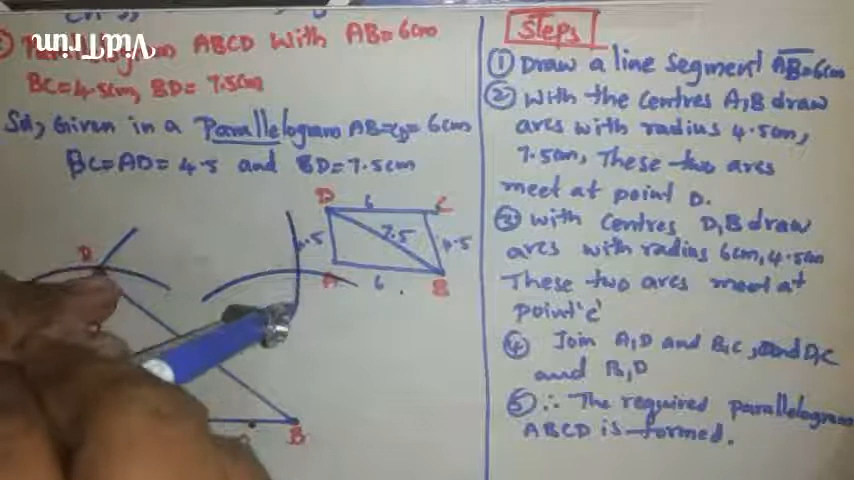 VidTrim
ABCD with AB=6cm
BC=4.5cm, BD= 7.5cm
Sol, Given in a Parallelogram AB=CD= 6cm
BC=AD= 4.5 and BD=7.5cm
D 6 C
7.5 4.5
A 6 B
D
B
Steps
① Draw a line segment AB=6cm
② With the Centres A,B draw
arcs with radius 4.5cm,
7.5cm, These two arcs
meet at point D.
③ With Centres D,B draw
arcs with radius 6cm, 4.5cm
These two arcs meet at
point 'c'
④ Join A,D and B,C, and D,C
and B,D
⑤ ∴ The required parallelogram
ABCD is formed.